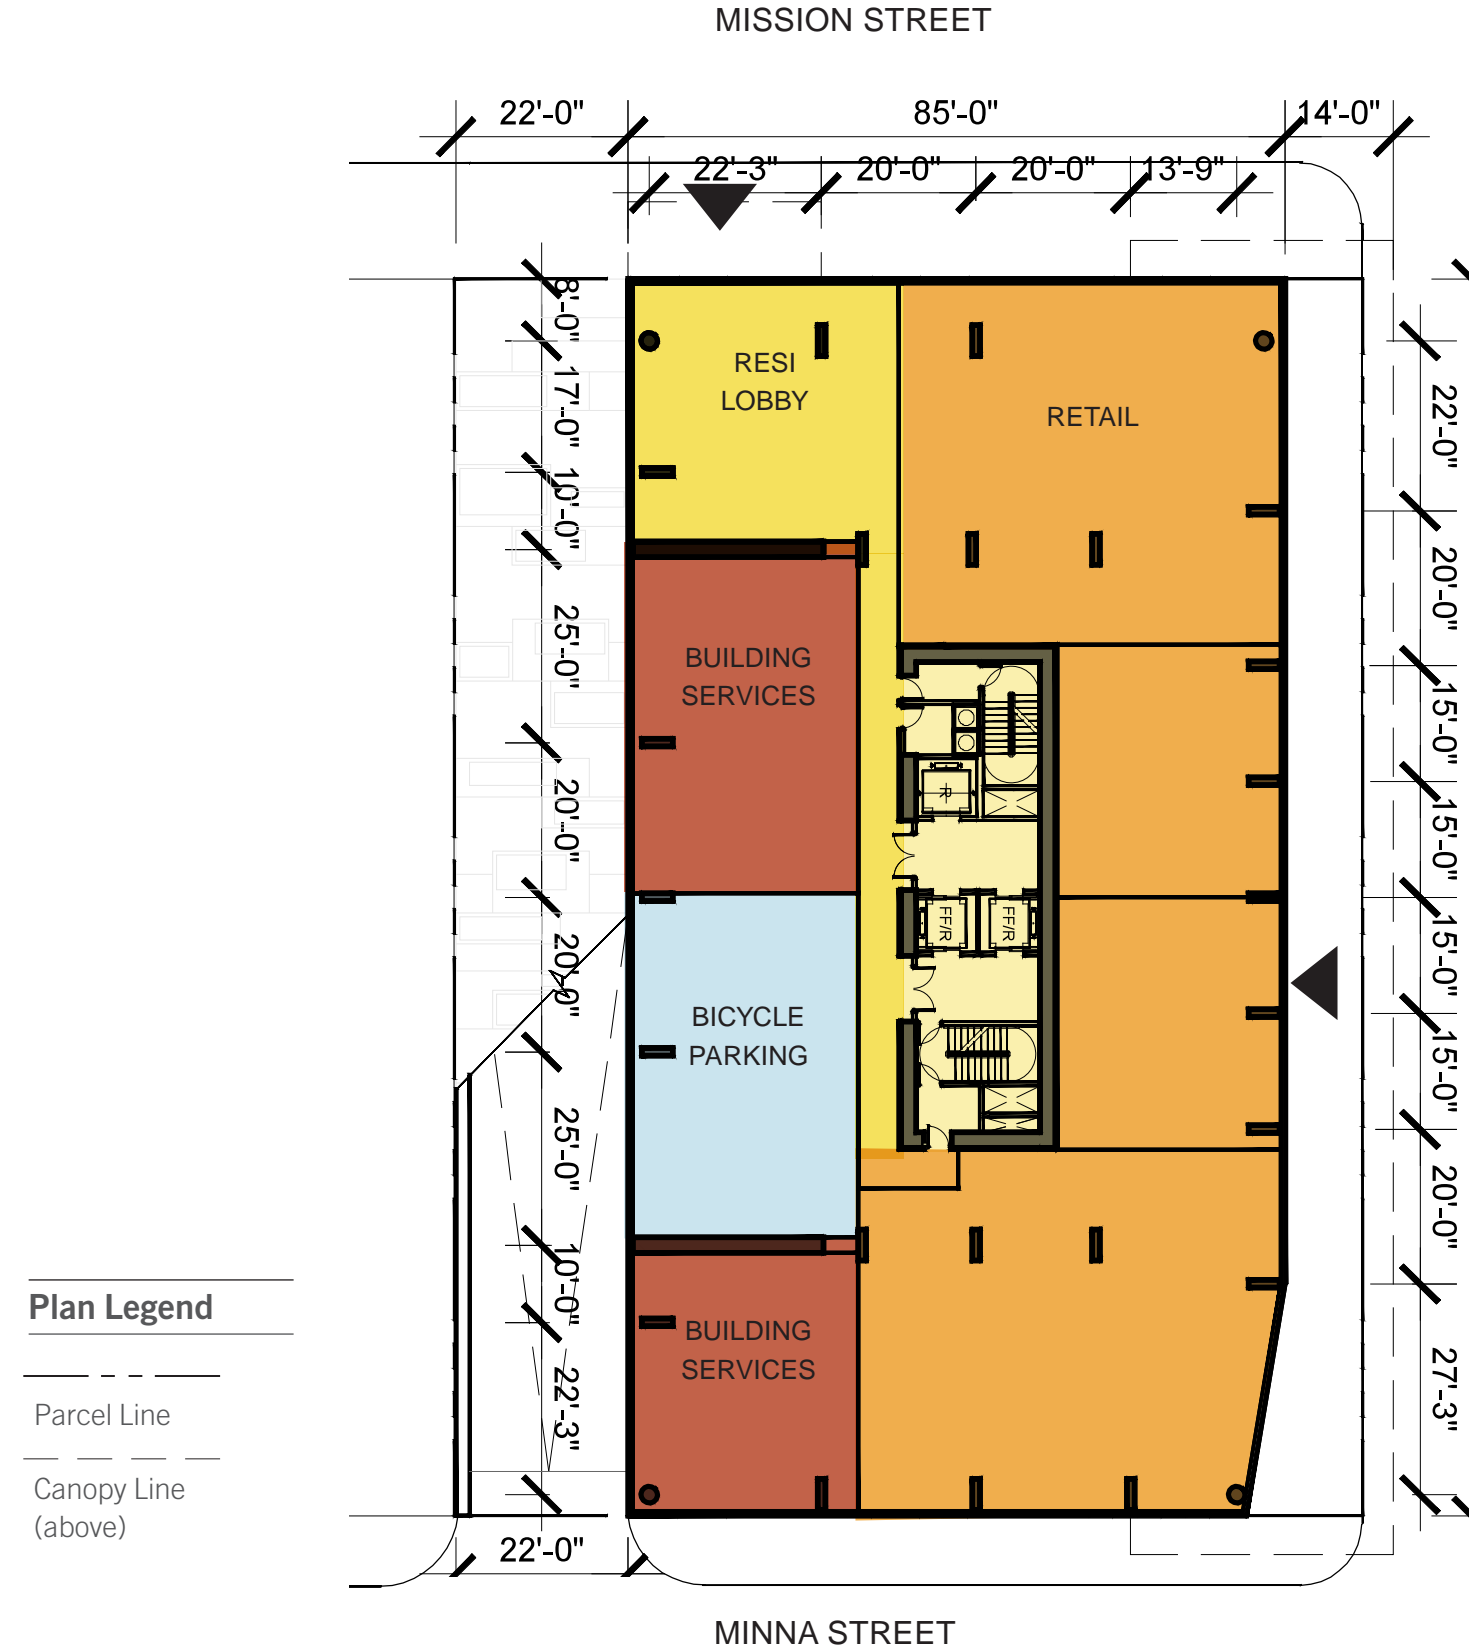 MISSION STREET
22'-0" 85'-0" 14'-0"
22'-3" 20'-0" 20'-0" 13'-9"
8'-0"
17'-0"
10'-0"
25'-0"
20'-0"
20'-0"
25'-0"
10'-0"
22'-3"
RESI
LOBBY
RETAIL
BUILDING
SERVICES
R
FF/R FF/R
BICYCLE
PARKING
BUILDING
SERVICES
22'-0"
20'-0"
15'-0"
15'-0"
15'-0"
15'-0"
20'-0"
27'-3"
Plan Legend
Parcel Line
Canopy Line
(above)
22'-0"
MINNA STREET